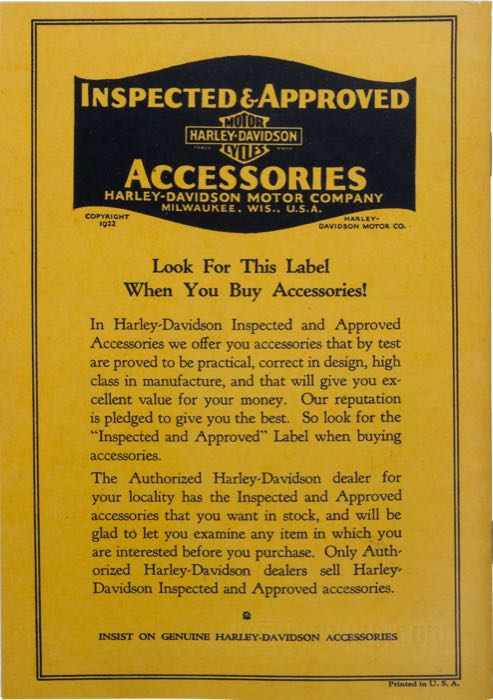 INSPECTED & APPROVED
MOTOR
HARLEY-DAVIDSON
TRADE MARK
CYCLES
ACCESSORIES
HARLEY-DAVIDSON MOTOR COMPANY
MILWAUKEE, WIS., U.S.A.
COPYRIGHT
1922
HARLEY-
DAVIDSON MOTOR CO.
Look For This Label
When You Buy Accessories!
In Harley-Davidson Inspected and Approved
Accessories we offer you accessories that by test
are proved to be practical, correct in design, high
class in manufacture, and that will give you ex-
cellent value for your money. Our reputation
is pledged to give you the best. So look for the
"Inspected and Approved" Label when buying
accessories.
The Authorized Harley-Davidson dealer for
your locality has the Inspected and Approved
accessories that you want in stock, and will be
glad to let you examine any item in which you
are interested before you purchase. Only Auth-
orized Harley-Davidson dealers sell Harley-
Davidson Inspected and Approved accessories.
INSIST ON GENUINE HARLEY-DAVIDSON ACCESSORIES
Printed in U. S. A.